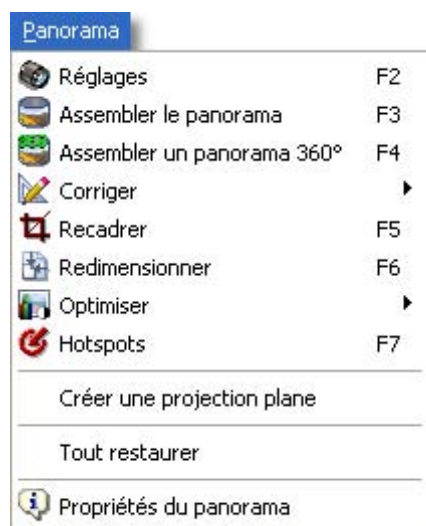 Panorama
Réglages F2
Assembler le panorama F3
Assembler un panorama 360° F4
Corriger
Recadrer F5
Redimensionner F6
Optimiser
Hotspots F7
Créer une projection plane
Tout restaurer
Propriétés du panorama